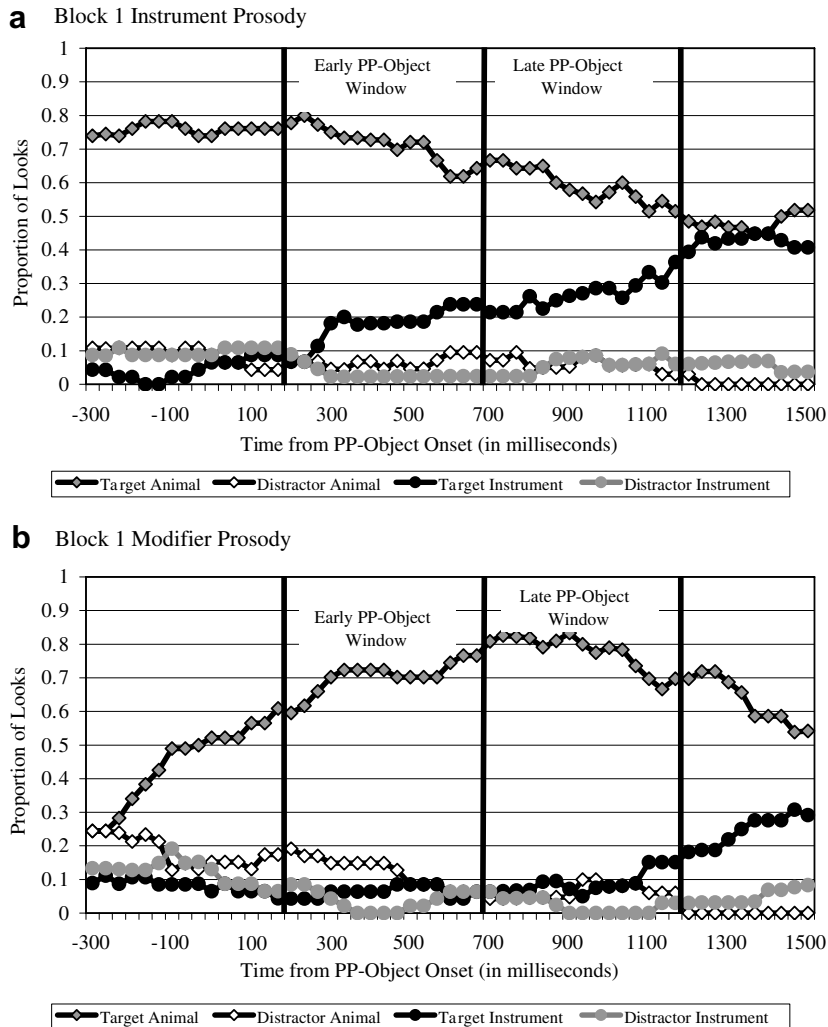 a Block 1 Instrument Prosody
1
0.9
0.8
0.7
0.6
0.5
0.4
0.3
0.2
0.1
0
Proportion of Looks
Early PP-Object
Window
Late PP-Object
Window
-300 -100 100 300 500 700 900 1100 1300 1500
Time from PP-Object Onset (in milliseconds)
Target Animal Distractor Animal Target Instrument Distractor Instrument
b Block 1 Modifier Prosody
1
0.9
0.8
0.7
0.6
0.5
0.4
0.3
0.2
0.1
0
Proportion of Looks
Early PP-Object
Window
Late PP-Object
Window
-300 -100 100 300 500 700 900 1100 1300 1500
Time from PP-Object Onset (in milliseconds)
Target Animal Distractor Animal Target Instrument Distractor Instrument